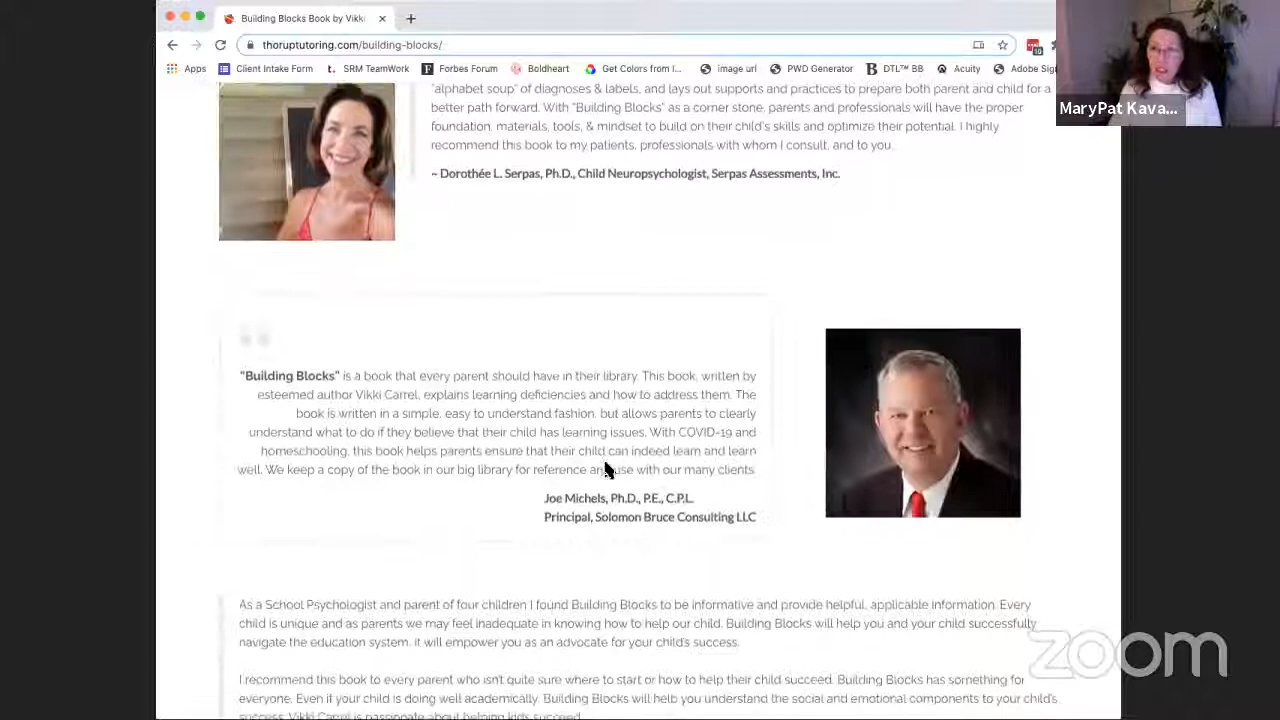 Building Blocks Book by Vikki
thoruptutoring.com/building-blocks/
Apps Client Intake Form SRM TeamWork Forbes Forum Boldheart Get Colors from I... image url PWD Generator DTL™ BB Acuity Adobe Sig
10
MaryPat Kava...
"alphabet soup" of diagnoses & labels, and lays out supports and practices to prepare both parent and child for a
better path forward. With "Building Blocks" as a corner stone, parents and professionals will have the proper
foundation, materials, tools, & mindset to build on their child's skills and optimize their potential. I highly
recommend this book to my patients, professionals with whom I consult, and to you.
~ Dorothée L. Serpas, Ph.D., Child Neuropsychologist, Serpas Assessments, Inc.
"Building Blocks" is a book that every parent should have in their library. This book, written by
esteemed author Vikki Carrel, explains learning deficiencies and how to address them. The
book is written in a simple, easy to understand fashion, but allows parents to clearly
understand what to do if they believe that their child has learning issues. With COVID-19 and
homeschooling, this book helps parents ensure that their child can indeed learn and learn
well. We keep a copy of the book in our big library for reference and use with our many clients.
Joe Michels, Ph.D., P.E., C.P.L.
Principal, Solomon Bruce Consulting LLC
As a School Psychologist and parent of four children I found Building Blocks to be informative and provide helpful, applicable information. Every
child is unique and as parents we may feel inadequate in knowing how to help our child. Building Blocks will help you and your child successfully
navigate the education system, it will empower you as an advocate for your child's success.
I recommend this book to every parent who isn't quite sure where to start or how to help their child succeed. Building Blocks has something for
everyone. Even if your child is doing well academically, Building Blocks will help you understand the social and emotional components to your child's
success. Vikki Carrel is passionate about helping kids succeed.
zoom